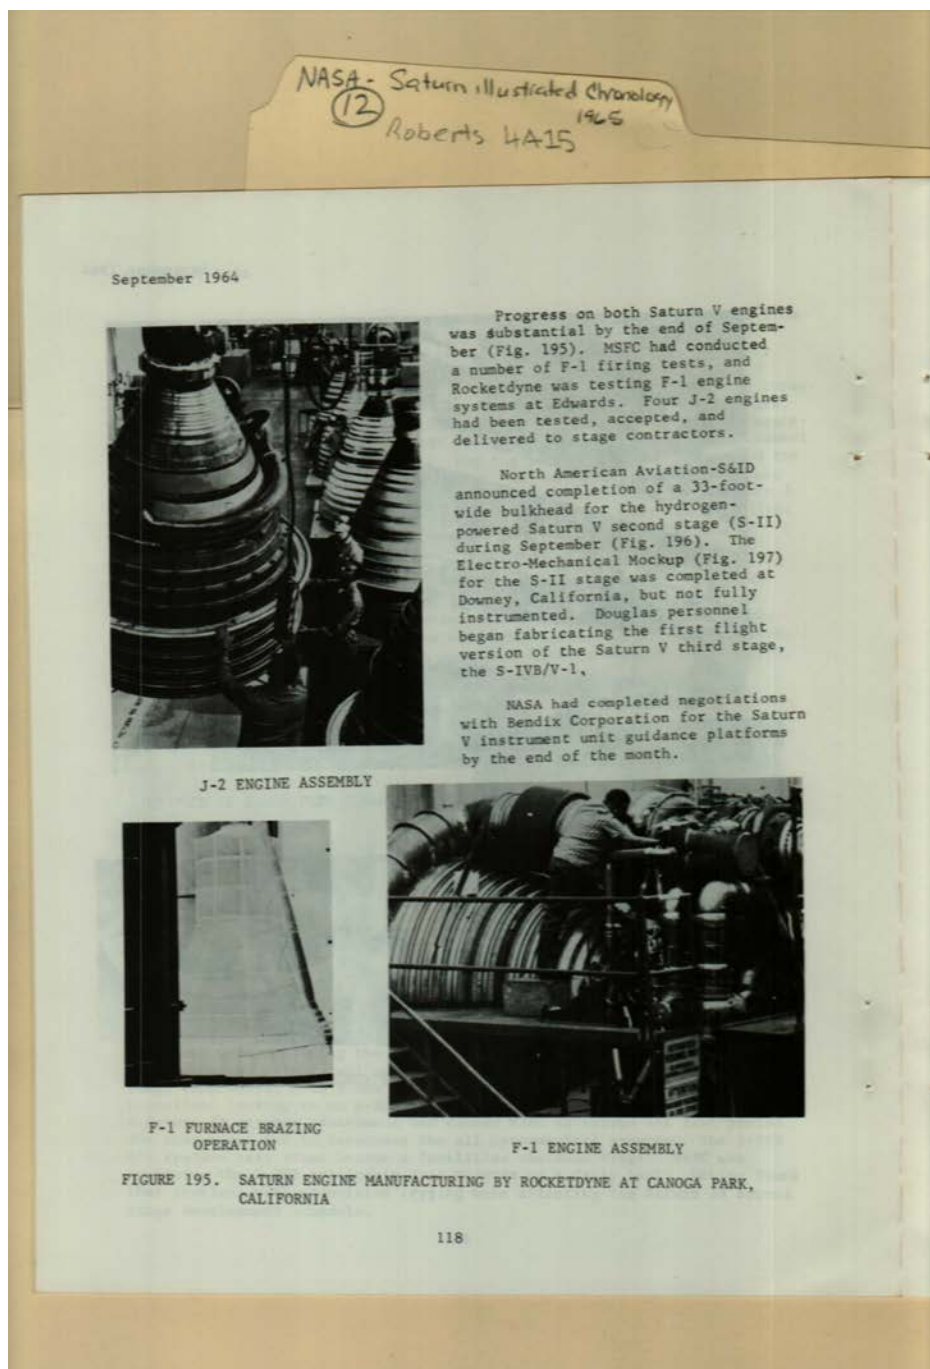 NASA - Saturn illustrated Chronology
12
1965
Roberts 4A15
September 1964
Progress on both Saturn V engines
was substantial by the end of Septem-
ber (Fig. 195). MSFC had conducted
a number of F-1 firing tests, and
Rocketdyne was testing F-1 engine
systems at Edwards. Four J-2 engines
had been tested, accepted, and
delivered to stage contractors.
North American Aviation-S&ID
announced completion of a 33-foot-
wide bulkhead for the hydrogen-
powered Saturn V second stage (S-II)
during September (Fig. 196). The
Electro-Mechanical Mockup (Fig. 197)
for the S-II stage was completed at
Downey, California, but not fully
instrumented. Douglas personnel
began fabricating the first flight
version of the Saturn V third stage,
the S-IVB/V-1,
NASA had completed negotiations
with Bendix Corporation for the Saturn
V instrument unit guidance platforms
by the end of the month.
J-2 ENGINE ASSEMBLY
F-1 FURNACE BRAZING
OPERATION
F-1 ENGINE ASSEMBLY
FIGURE 195. SATURN ENGINE MANUFACTURING BY ROCKETDYNE AT CANOGA PARK,
CALIFORNIA
118